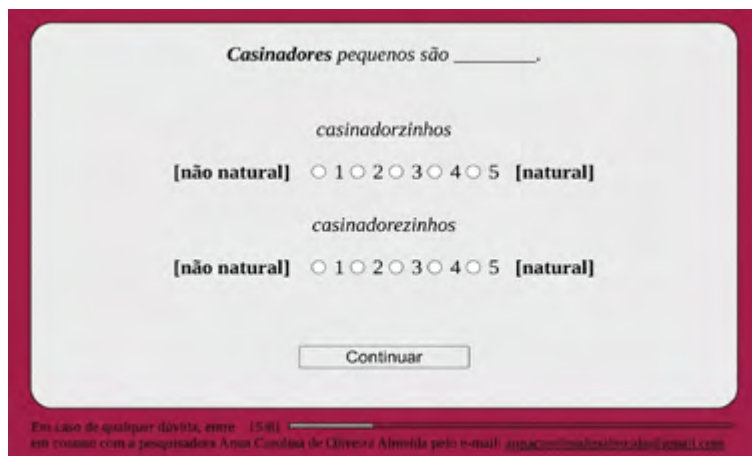 Casinadores pequenos são ________.
casinadorzinhos
[não natural] 1 2 3 4 5 [natural]
casinadorezinhos
[não natural] 1 2 3 4 5 [natural]
Continuar
Em caso de qualquer dúvida, entre
em contato com a pesquisadora Anna Carolina de Oliveira Almeida pelo e-mail: